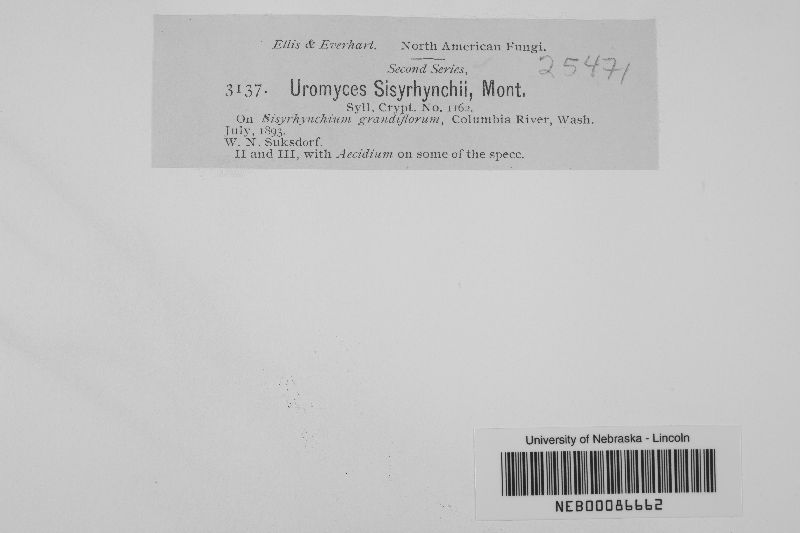 Ellis & Everhart. North American Fungi.
25471
Second Series,
3137. Uromyces Sisyrhynchii, Mont.
Syll, Crypt. No. 1162.
On Sisyrhynchium grandiflorum, Columbia River, Wash.
July, 1893.
W. N. Suksdorf.
II and III, with Aecidium on some of the spece.
University of Nebraska - Lincoln
NEB00086662